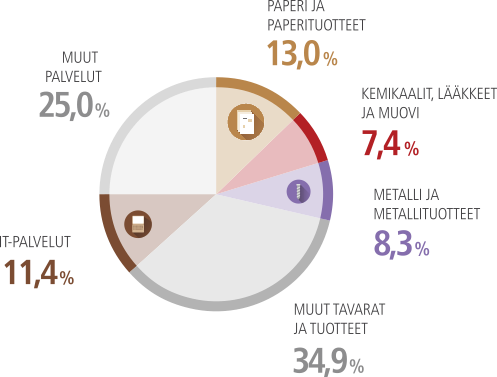 PAPERI JA
PAPERITUOTTEET
13,0 %
KEMIKAALIT, LÄÄKKEET
JA MUOVI
7,4 %
METALLI JA
METALLITUOTTEET
8,3 %
MUUT TAVARAT
JA TUOTTEET
34,9 %
IT-PALVELUT
11,4 %
MUUT
PALVELUT
25,0 %